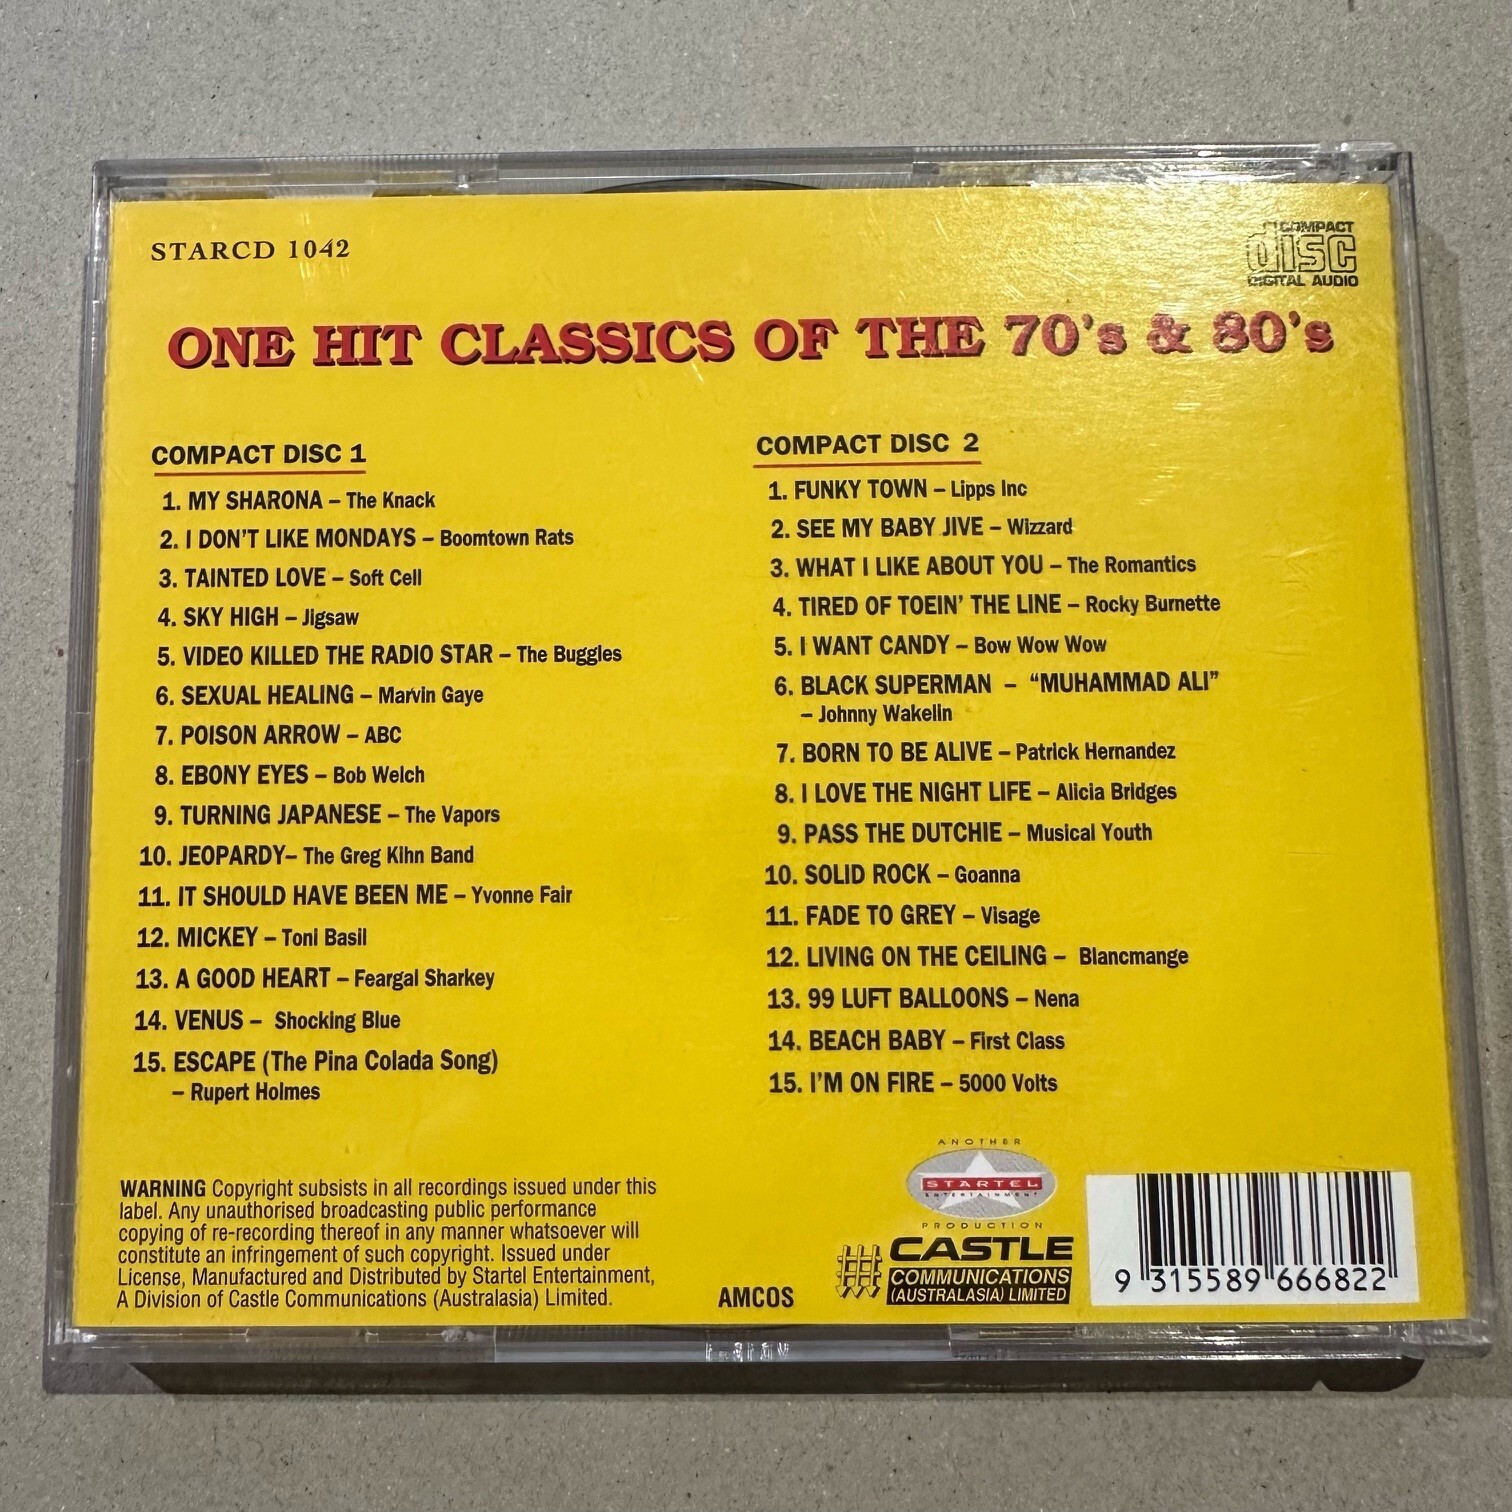 STARCD 1042
COMPACT
disc
DIGITAL AUDIO
ONE HIT CLASSICS OF THE 70's & 80's
COMPACT DISC 1
1. MY SHARONA – The Knack
2. I DON'T LIKE MONDAYS – Boomtown Rats
3. TAINTED LOVE – Soft Cell
4. SKY HIGH – Jigsaw
5. VIDEO KILLED THE RADIO STAR – The Buggles
6. SEXUAL HEALING – Marvin Gaye
7. POISON ARROW – ABC
8. EBONY EYES – Bob Welch
9. TURNING JAPANESE – The Vapors
10. JEOPARDY– The Greg Kihn Band
11. IT SHOULD HAVE BEEN ME – Yvonne Fair
12. MICKEY – Toni Basil
13. A GOOD HEART – Feargal Sharkey
14. VENUS – Shocking Blue
15. ESCAPE (The Pina Colada Song)
– Rupert Holmes
COMPACT DISC 2
1. FUNKY TOWN – Lipps Inc
2. SEE MY BABY JIVE – Wizzard
3. WHAT I LIKE ABOUT YOU – The Romantics
4. TIRED OF TOEIN' THE LINE – Rocky Burnette
5. I WANT CANDY – Bow Wow Wow
6. BLACK SUPERMAN – "MUHAMMAD ALI"
– Johnny Wakelin
7. BORN TO BE ALIVE – Patrick Hernandez
8. I LOVE THE NIGHT LIFE – Alicia Bridges
9. PASS THE DUTCHIE – Musical Youth
10. SOLID ROCK – Goanna
11. FADE TO GREY – Visage
12. LIVING ON THE CEILING – Blancmange
13. 99 LUFT BALLOONS – Nena
14. BEACH BABY – First Class
15. I'M ON FIRE – 5000 Volts
WARNING Copyright subsists in all recordings issued under this
label. Any unauthorised broadcasting public performance
copying of re-recording thereof in any manner whatsoever will
constitute an infringement of such copyright. Issued under
License, Manufactured and Distributed by Startel Entertainment,
A Division of Castle Communications (Australasia) Limited.
AMCOS
ANOTHER
STARTEL
ENTERTAINMENT
PRODUCTION
CASTLE
COMMUNICATIONS
(AUSTRALASIA) LIMITED
9 315589 666822